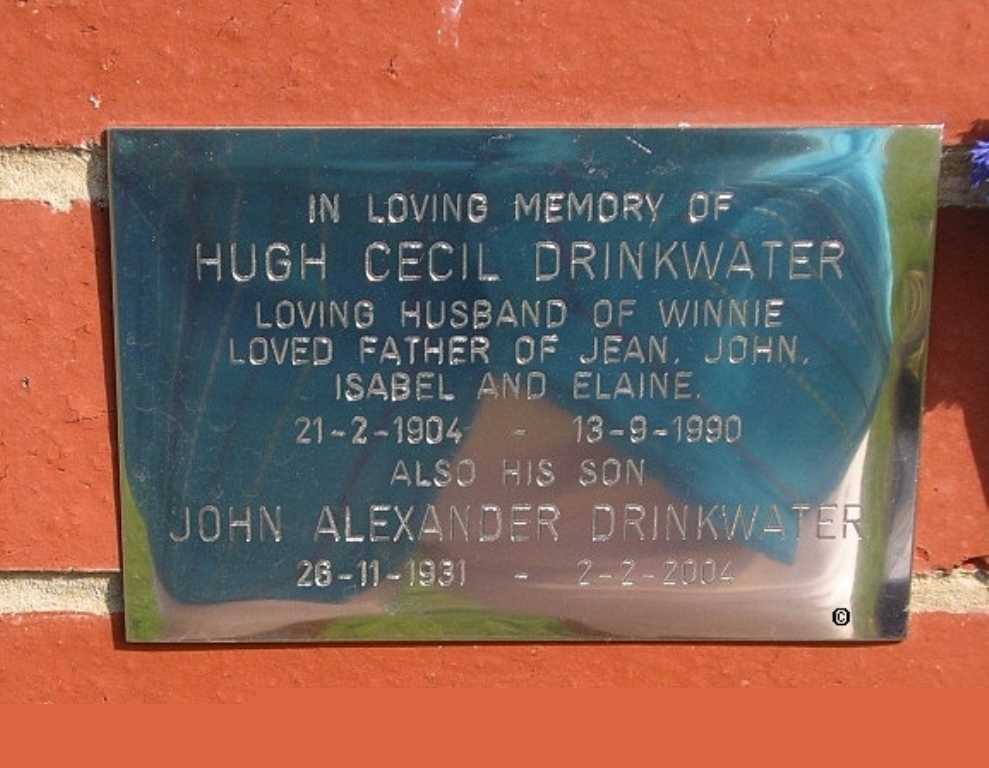 IN LOVING MEMORY OF
HUGH CECIL DRINKWATER
LOVING HUSBAND OF WINNIE
LOVED FATHER OF JEAN, JOHN,
ISABEL AND ELAINE.
21-2-1904 - 13-9-1990
ALSO HIS SON
JOHN ALEXANDER DRINKWATER
26-11-1931 - 2-2-2004
©